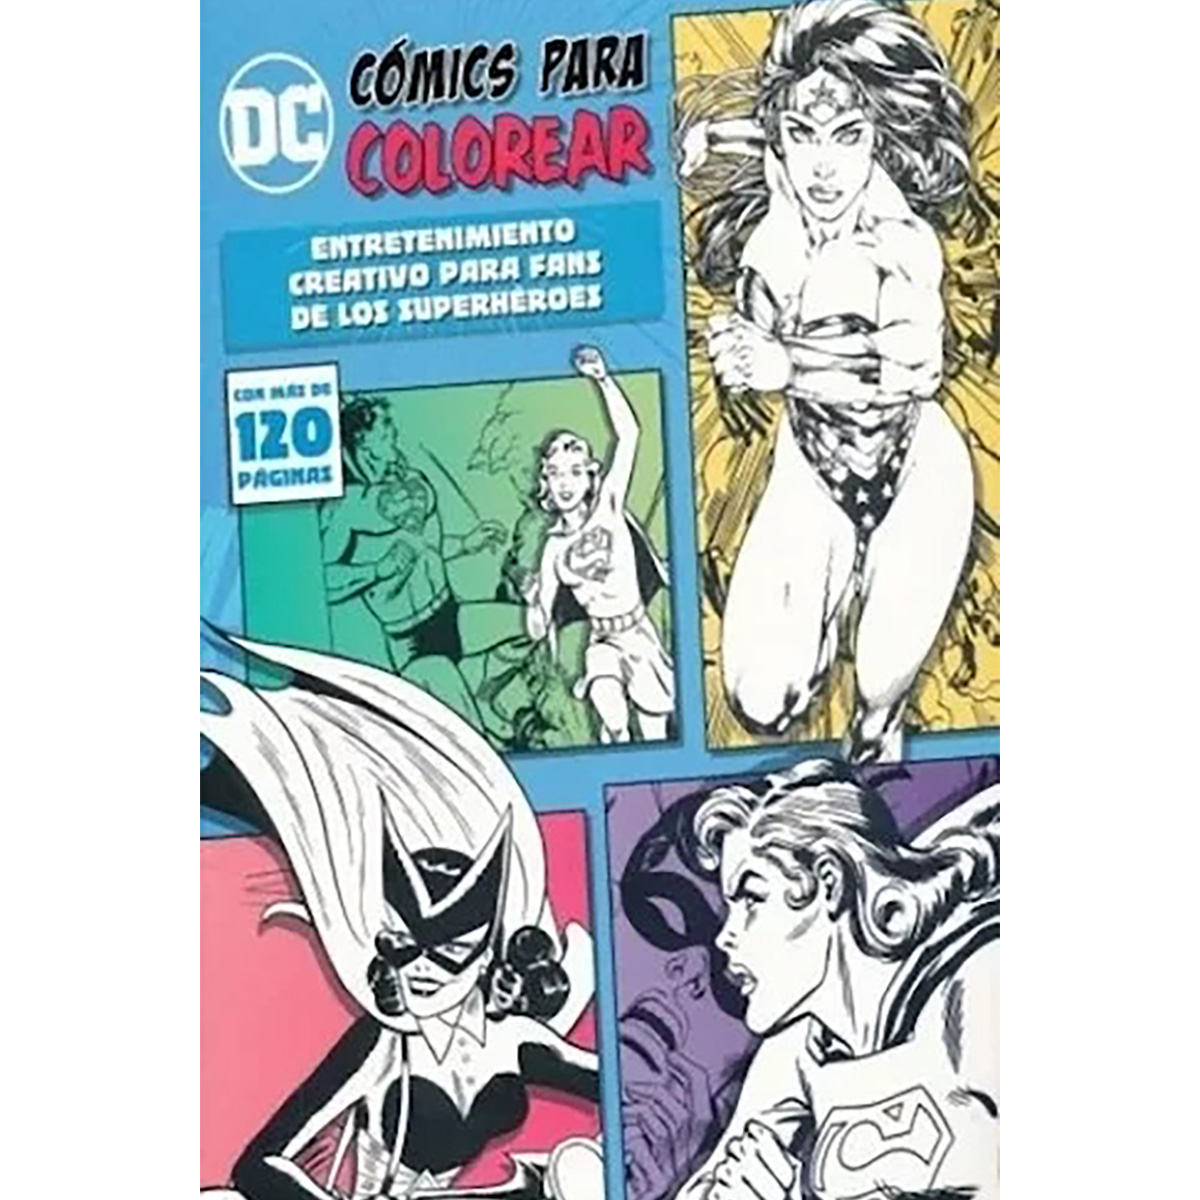 DC
CÓMICS PARA
COLOREAR
ENTRETENIMIENTO
CREATIVO PARA FANS
DE LOS SUPERHÉROES
CON MÁS DE
120
PÁGINAS